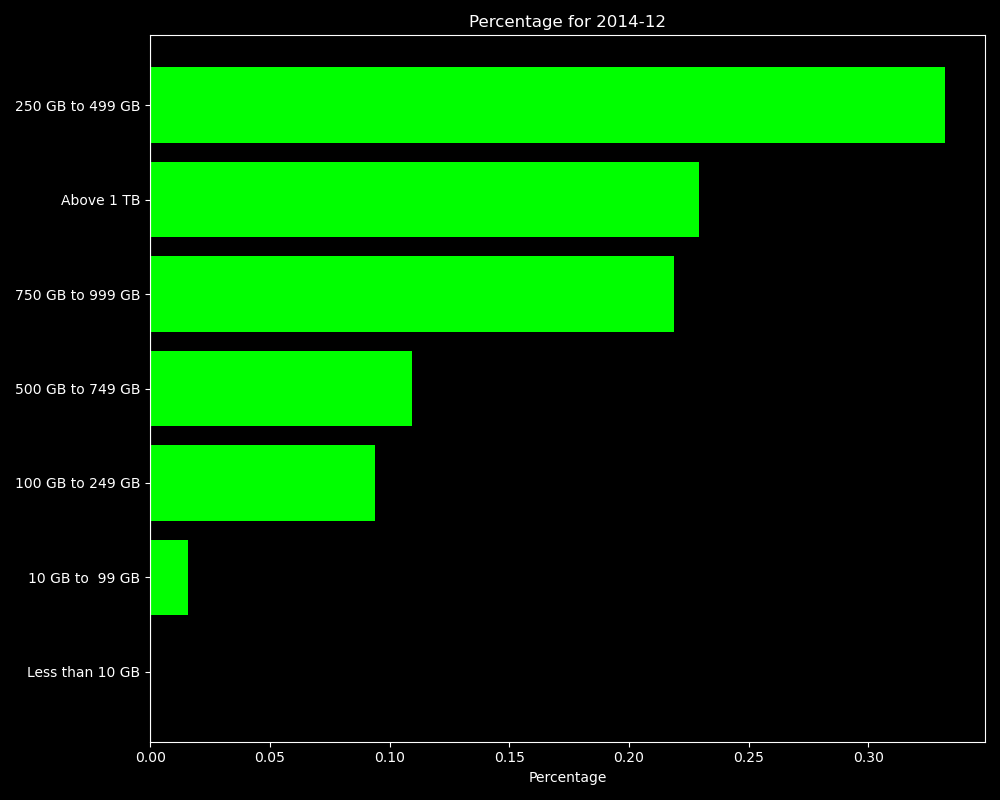 Percentage for 2014-12
250 GB to 499 GB
Above 1 TB
750 GB to 999 GB
500 GB to 749 GB
100 GB to 249 GB
10 GB to  99 GB
Less than 10 GB
0.00 0.05 0.10 0.15 0.20 0.25 0.30
Percentage